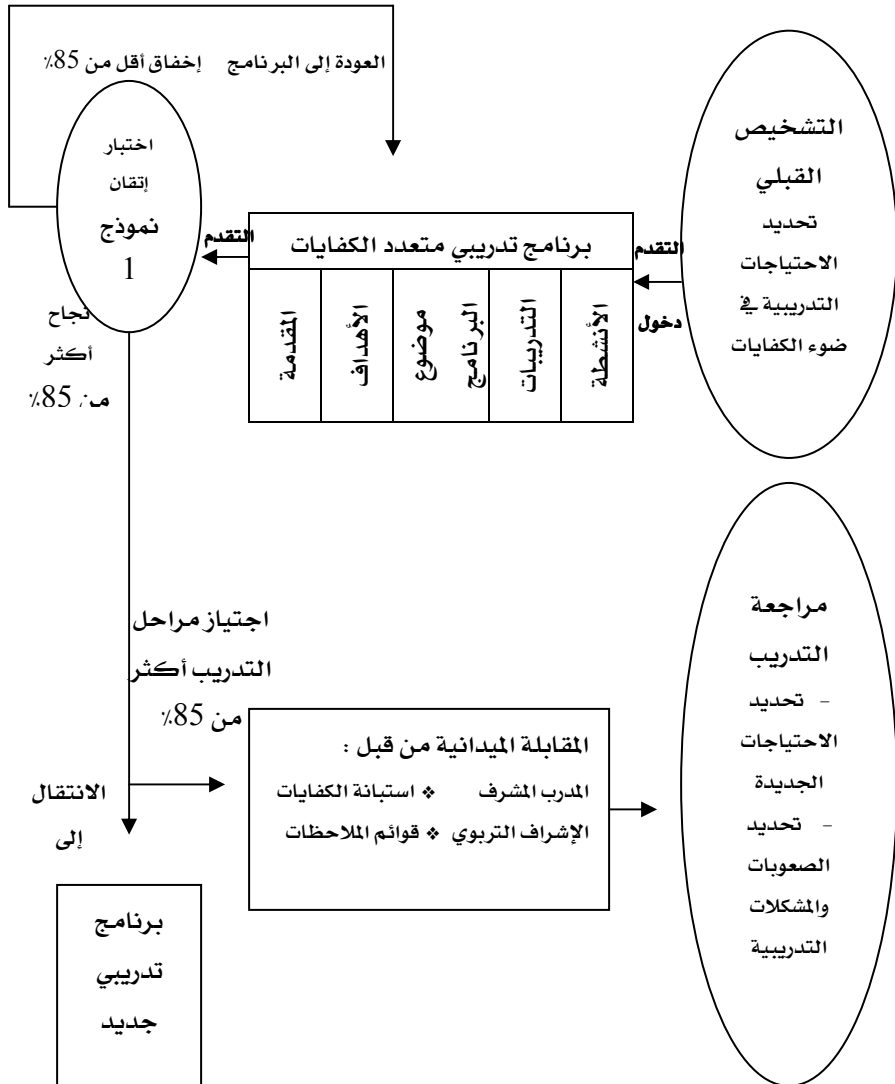 العودة إلى البرنامج إخفاق أقل من 85٪
التشخيص
القبلي
تحديد
الاحتياجات
التدريبية في
ضوء الكفايات
التقدم
دخول
برنامج تدريبي متعدد الكفايات
الأنشطة
التدريبات
موضوع
البرنامج
الأهداف
المقدمة
التقدم
اختبار
إتقان
نموذج
1
نجاح
أكثر
من 85٪
اجتياز مراحل
التدريب أكثر
من 85٪
الانتقال
إلى
برنامج
تدريبي
جديد
المقابلة الميدانية من قبل :
المدرب المشرف ❖ استبانة الكفايات
الإشراف التربوي ❖ قوائم الملاحظات
مراجعة
التدريب
- تحديد
الاحتياجات
الجديدة
- تحديد
الصعوبات
والمشكلات
التدريبية